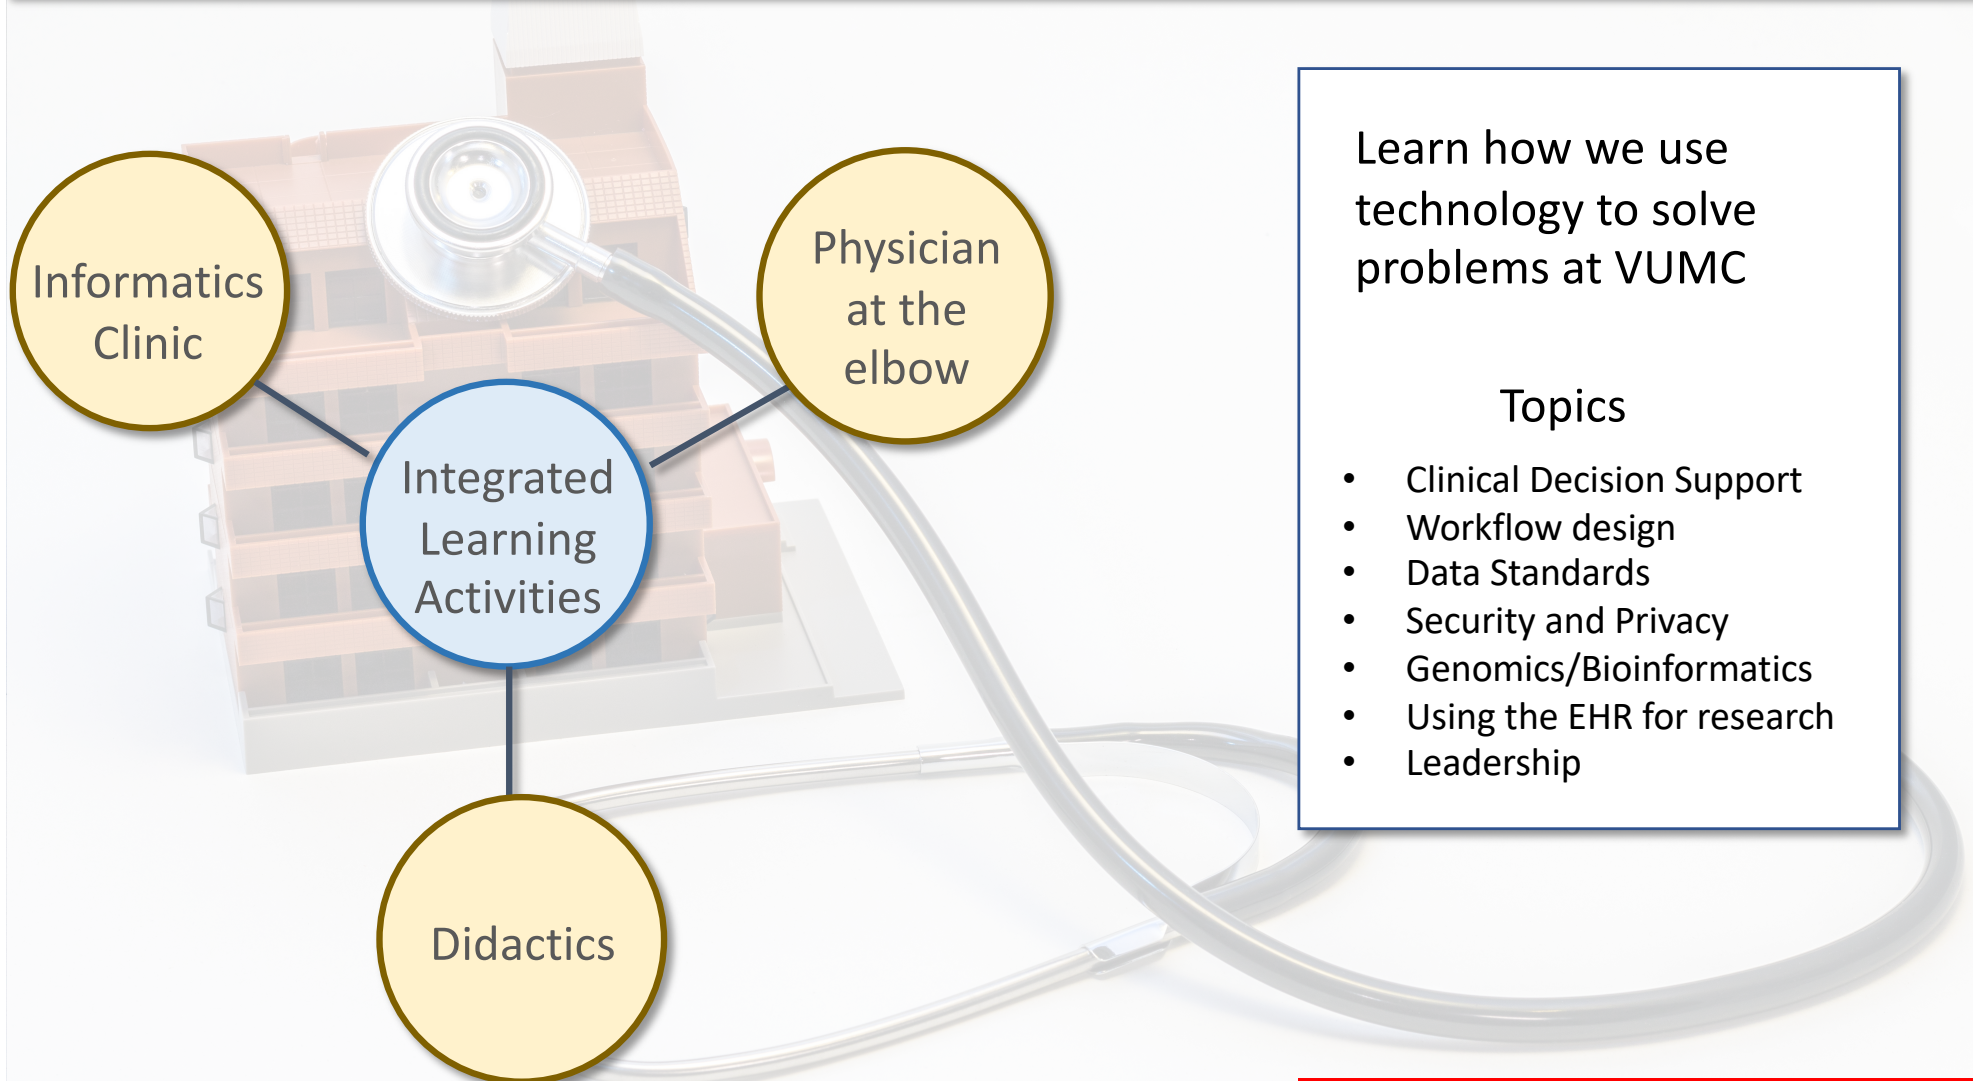 Informatics
Clinic
Physician
at the
elbow
Integrated
Learning
Activities
Didactics
Learn how we use
technology to solve
problems at VUMC
Topics
• Clinical Decision Support
• Workflow design
• Data Standards
• Security and Privacy
• Genomics/Bioinformatics
• Using the EHR for research
• Leadership